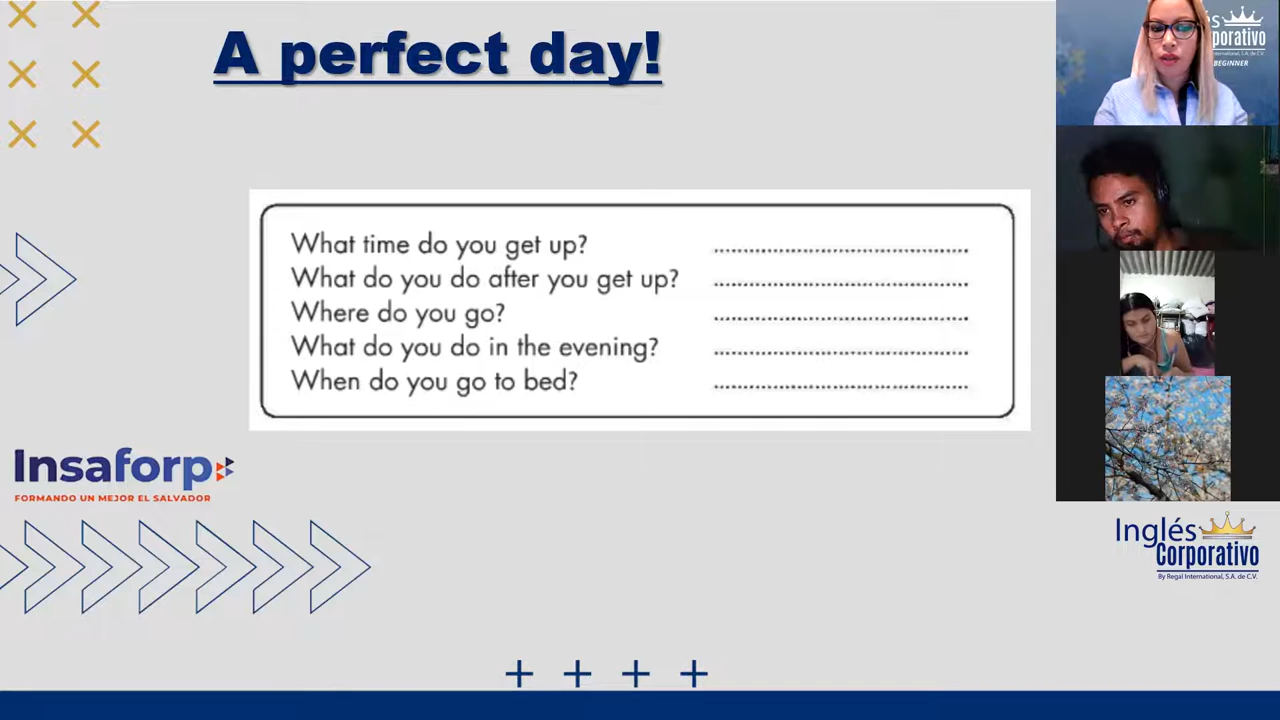 A perfect day!
What time do you get up? ........................................
What do you do after you get up? ........................................
Where do you go? ........................................
What do you do in the evening? ........................................
When do you go to bed? ........................................
Insaforp
FORMANDO UN MEJOR EL SALVADOR
BEGINNER
Inglés
Corporativo
By Regal International, S.A. de C.V.